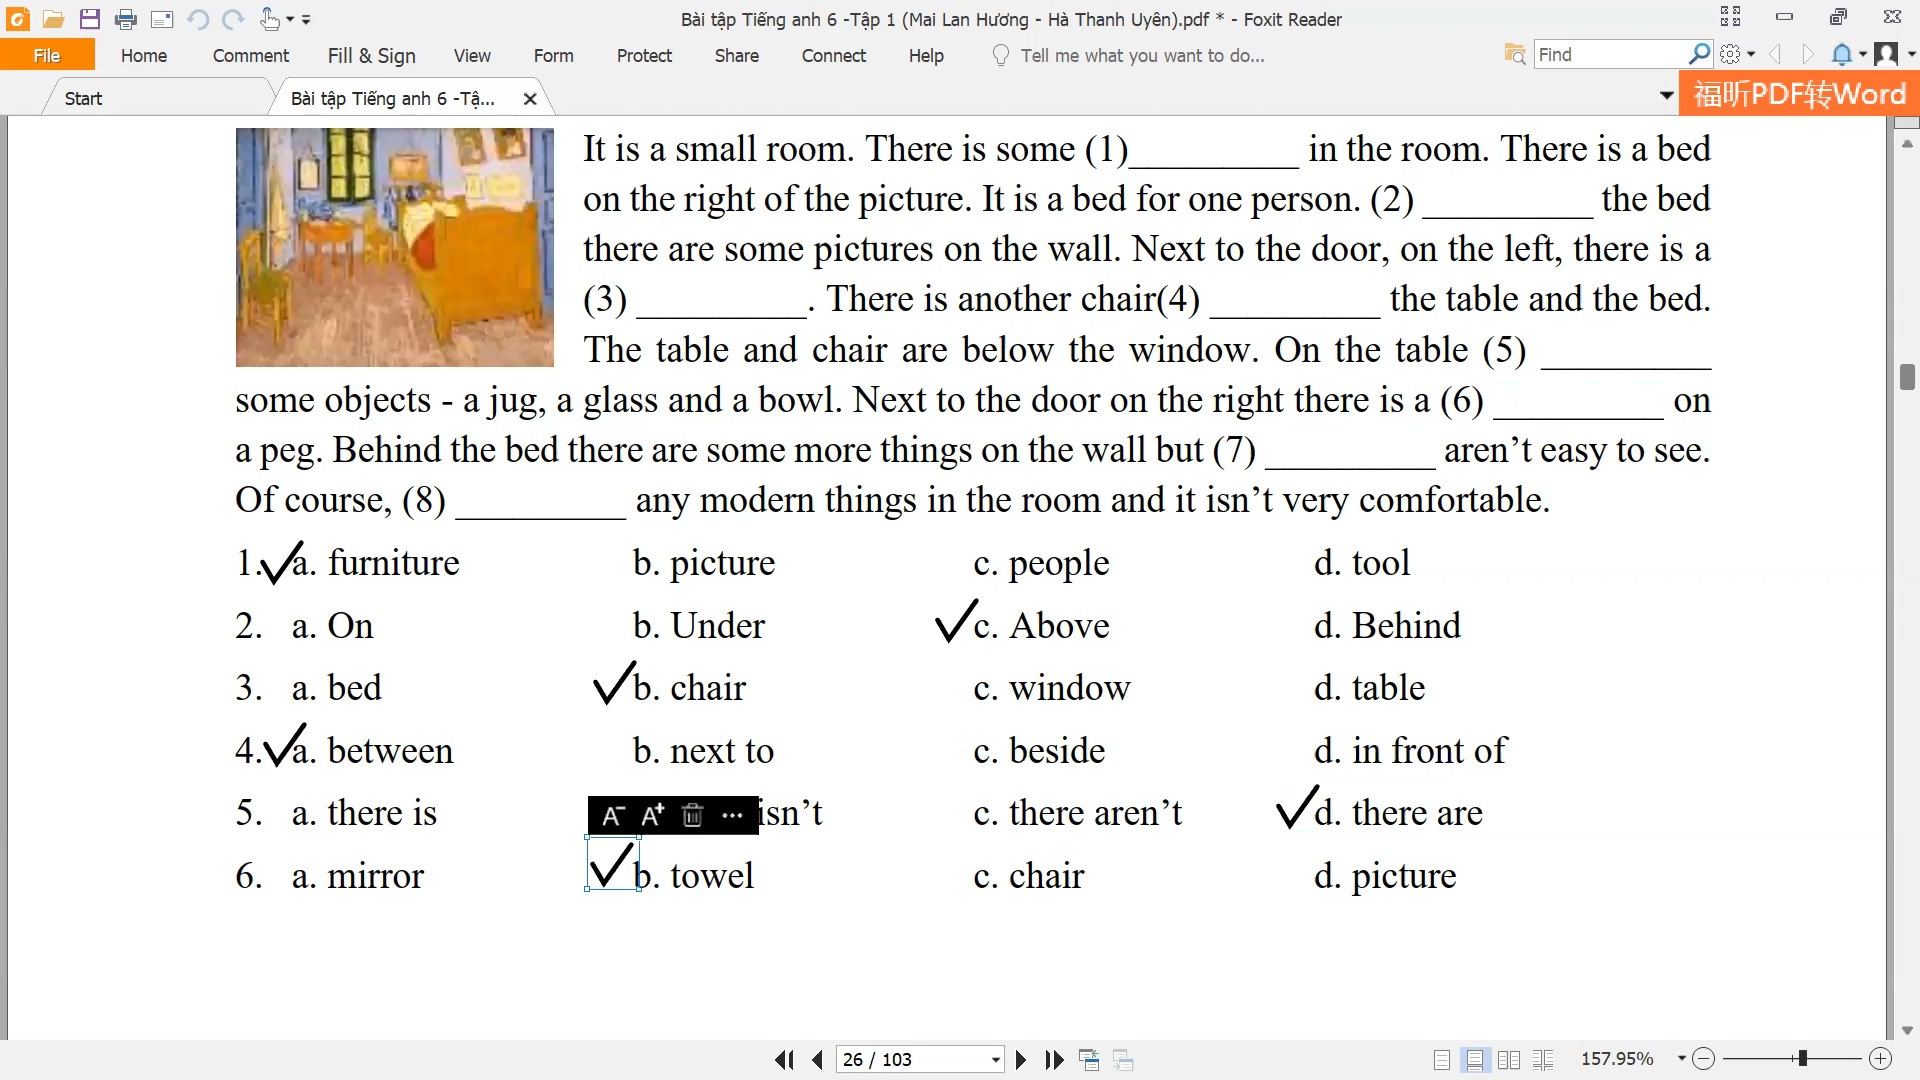 Bài tập Tiếng anh 6 -Tập 1 (Mai Lan Hương - Hà Thanh Uyên).pdf * - Foxit Reader
File Home Comment Fill & Sign View Form Protect Share Connect Help Tell me what you want to do... Find
Start Bài tập Tiếng anh 6 -Tậ... 福昕PDF转Word
It is a small room. There is some (1)_________ in the room. There is a bed
on the right of the picture. It is a bed for one person. (2) _________ the bed
there are some pictures on the wall. Next to the door, on the left, there is a
(3) _________. There is another chair(4) _________ the table and the bed.
The table and chair are below the window. On the table (5) _________
some objects - a jug, a glass and a bowl. Next to the door on the right there is a (6) _________ on
a peg. Behind the bed there are some more things on the wall but (7) _________ aren’t easy to see.
Of course, (8) _________ any modern things in the room and it isn’t very comfortable.
1. a. furniture b. picture c. people d. tool
2. a. On b. Under c. Above d. Behind
3. a. bed b. chair c. window d. table
4. a. between b. next to c. beside d. in front of
5. a. there is isn’t c. there aren’t d. there are
6. a. mirror b. towel c. chair d. picture
26 / 103 157.95%